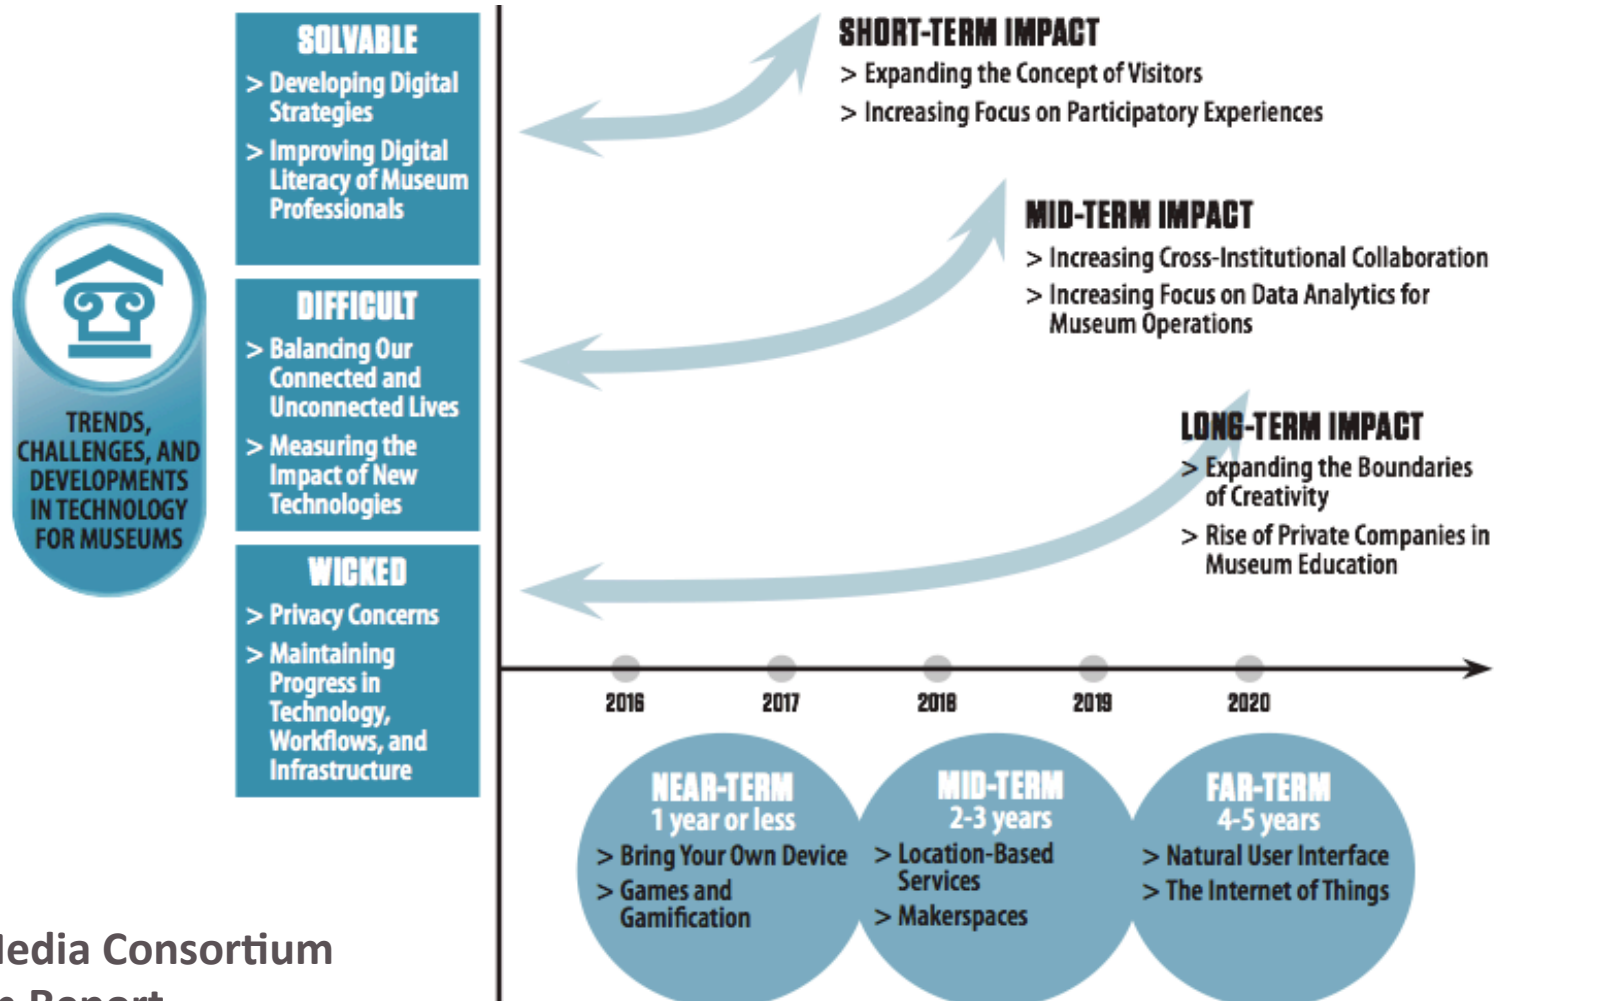 TRENDS,
CHALLENGES, AND
DEVELOPMENTS
IN TECHNOLOGY
FOR MUSEUMS
SOLVABLE
> Developing Digital
Strategies
> Improving Digital
Literacy of Museum
Professionals
DIFFICULT
> Balancing Our
Connected and
Unconnected Lives
> Measuring the
Impact of New
Technologies
WICKED
> Privacy Concerns
> Maintaining
Progress in
Technology,
Workflows, and
Infrastructure
SHORT-TERM IMPACT
> Expanding the Concept of Visitors
> Increasing Focus on Participatory Experiences
MID-TERM IMPACT
> Increasing Cross-Institutional Collaboration
> Increasing Focus on Data Analytics for
Museum Operations
LONG-TERM IMPACT
> Expanding the Boundaries
of Creativity
> Rise of Private Companies in
Museum Education
2016 2017 2018 2019 2020
NEAR-TERM
1 year or less
> Bring Your Own Device
> Games and
Gamification
MID-TERM
2-3 years
> Location-Based
Services
> Makerspaces
FAR-TERM
4-5 years
> Natural User Interface
> The Internet of Things
Consortium
Report